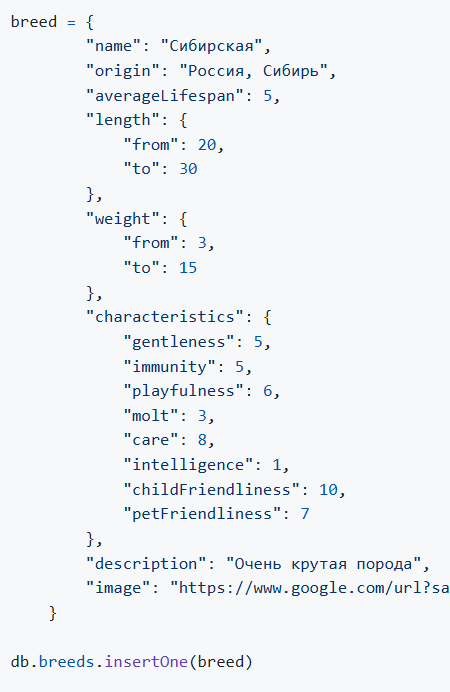 breed = {
"name": "Сибирская",
"origin": "Россия, Сибирь",
"averageLifespan": 5,
"length": {
"from": 20,
"to": 30
},
"weight": {
"from": 3,
"to": 15
},
"characteristics": {
"gentleness": 5,
"immunity": 5,
"playfulness": 6,
"molt": 3,
"care": 8,
"intelligence": 1,
"childFriendliness": 10,
"petFriendliness": 7
},
"description": "Очень крутая порода",
"image": "https://www.google.com/url?sa
}
db.breeds.insertOne(breed)